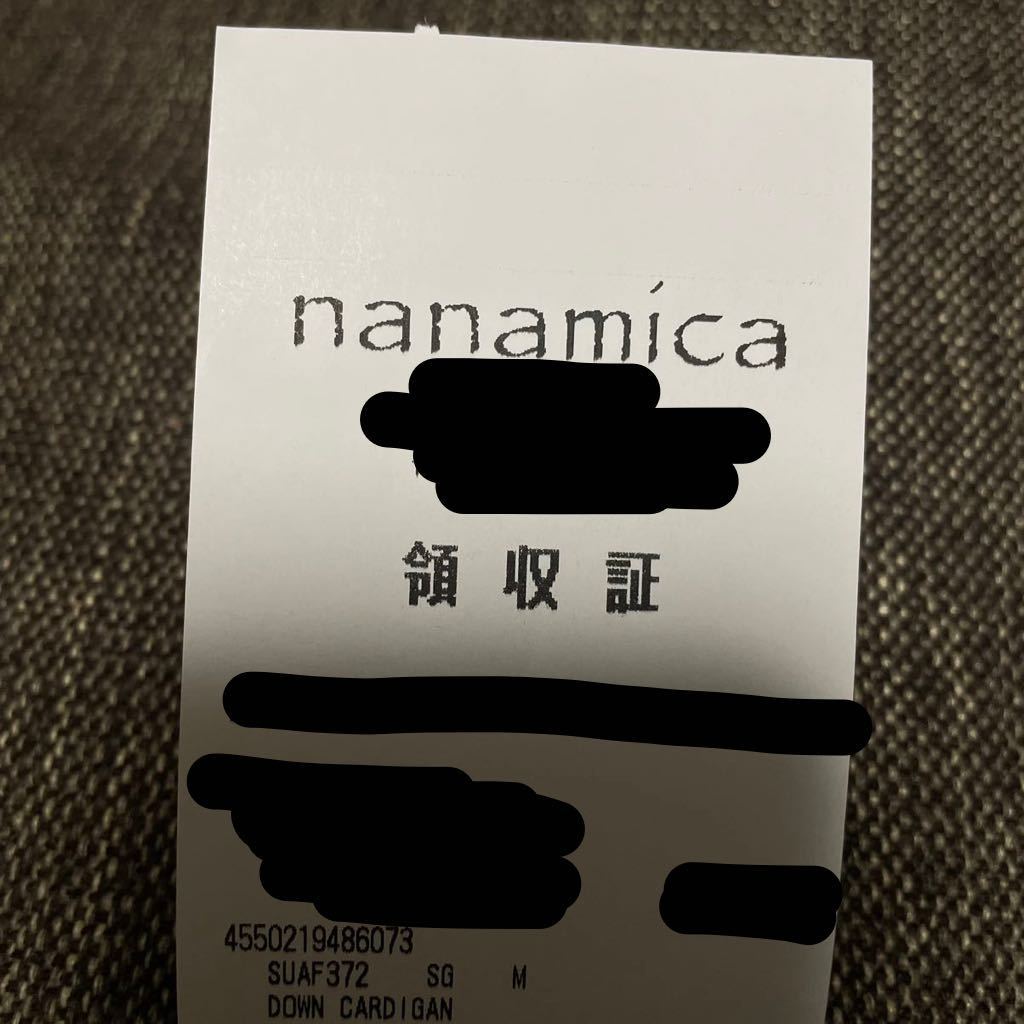 nanamica
領収証
4550219486073
SUAF372 SG M
DOWN CARDIGAN